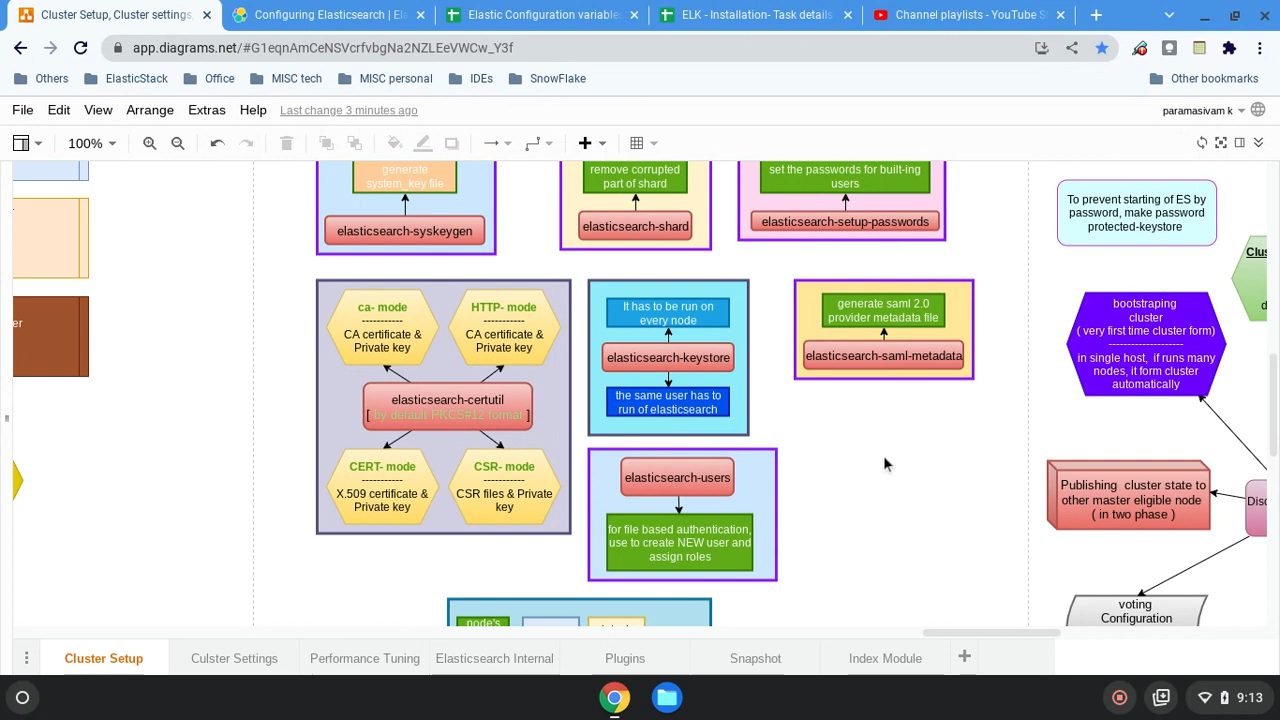 Cluster Setup, Cluster settings,
Configuring Elasticsearch | Ela
Elastic Configuration variable
ELK - Installation- Task details
Channel playlists - YouTube S
app.diagrams.net/#G1eqnAmCeNSVcrfvbgNa2NZLEeVWCw_Y3f
Others
ElasticStack
Office
MISC tech
MISC personal
IDEs
SnowFlake
Other bookmarks
File
Edit
View
Arrange
Extras
Help
Last change 3 minutes ago
paramasivam k
100%
generate
system_key file
elasticsearch-syskeygen
remove corrupted
part of shard
elasticsearch-shard
set the passwords for built-ing
users
elasticsearch-setup-passwords
To prevent starting of ES by
password, make password
protected-keystore
ca- mode
-----------
CA certificate &
Private key
HTTP- mode
-----------
CA certificate &
Private key
elasticsearch-certutil
[ by default PKCS#12 format ]
CERT- mode
-----------
X.509 certificate &
Private key
CSR- mode
-----------
CSR files & Private
key
It has to be run on
every node
elasticsearch-keystore
the same user has to
run of elasticsearch
generate saml 2.0
provider metadata file
elasticsearch-saml-metadata
elasticsearch-users
for file based authentication,
use to create NEW user and
assign roles
bootstraping
cluster
( very first time cluster form)
--------------------
in single host, if runs many
nodes, it form cluster
automatically
Publishing cluster state to
other master eligible node
( in two phase )
voting
Configuration
node's
Cluster Setup
Culster Settings
Performance Tuning
Elasticsearch Internal
Plugins
Snapshot
Index Module
9:13